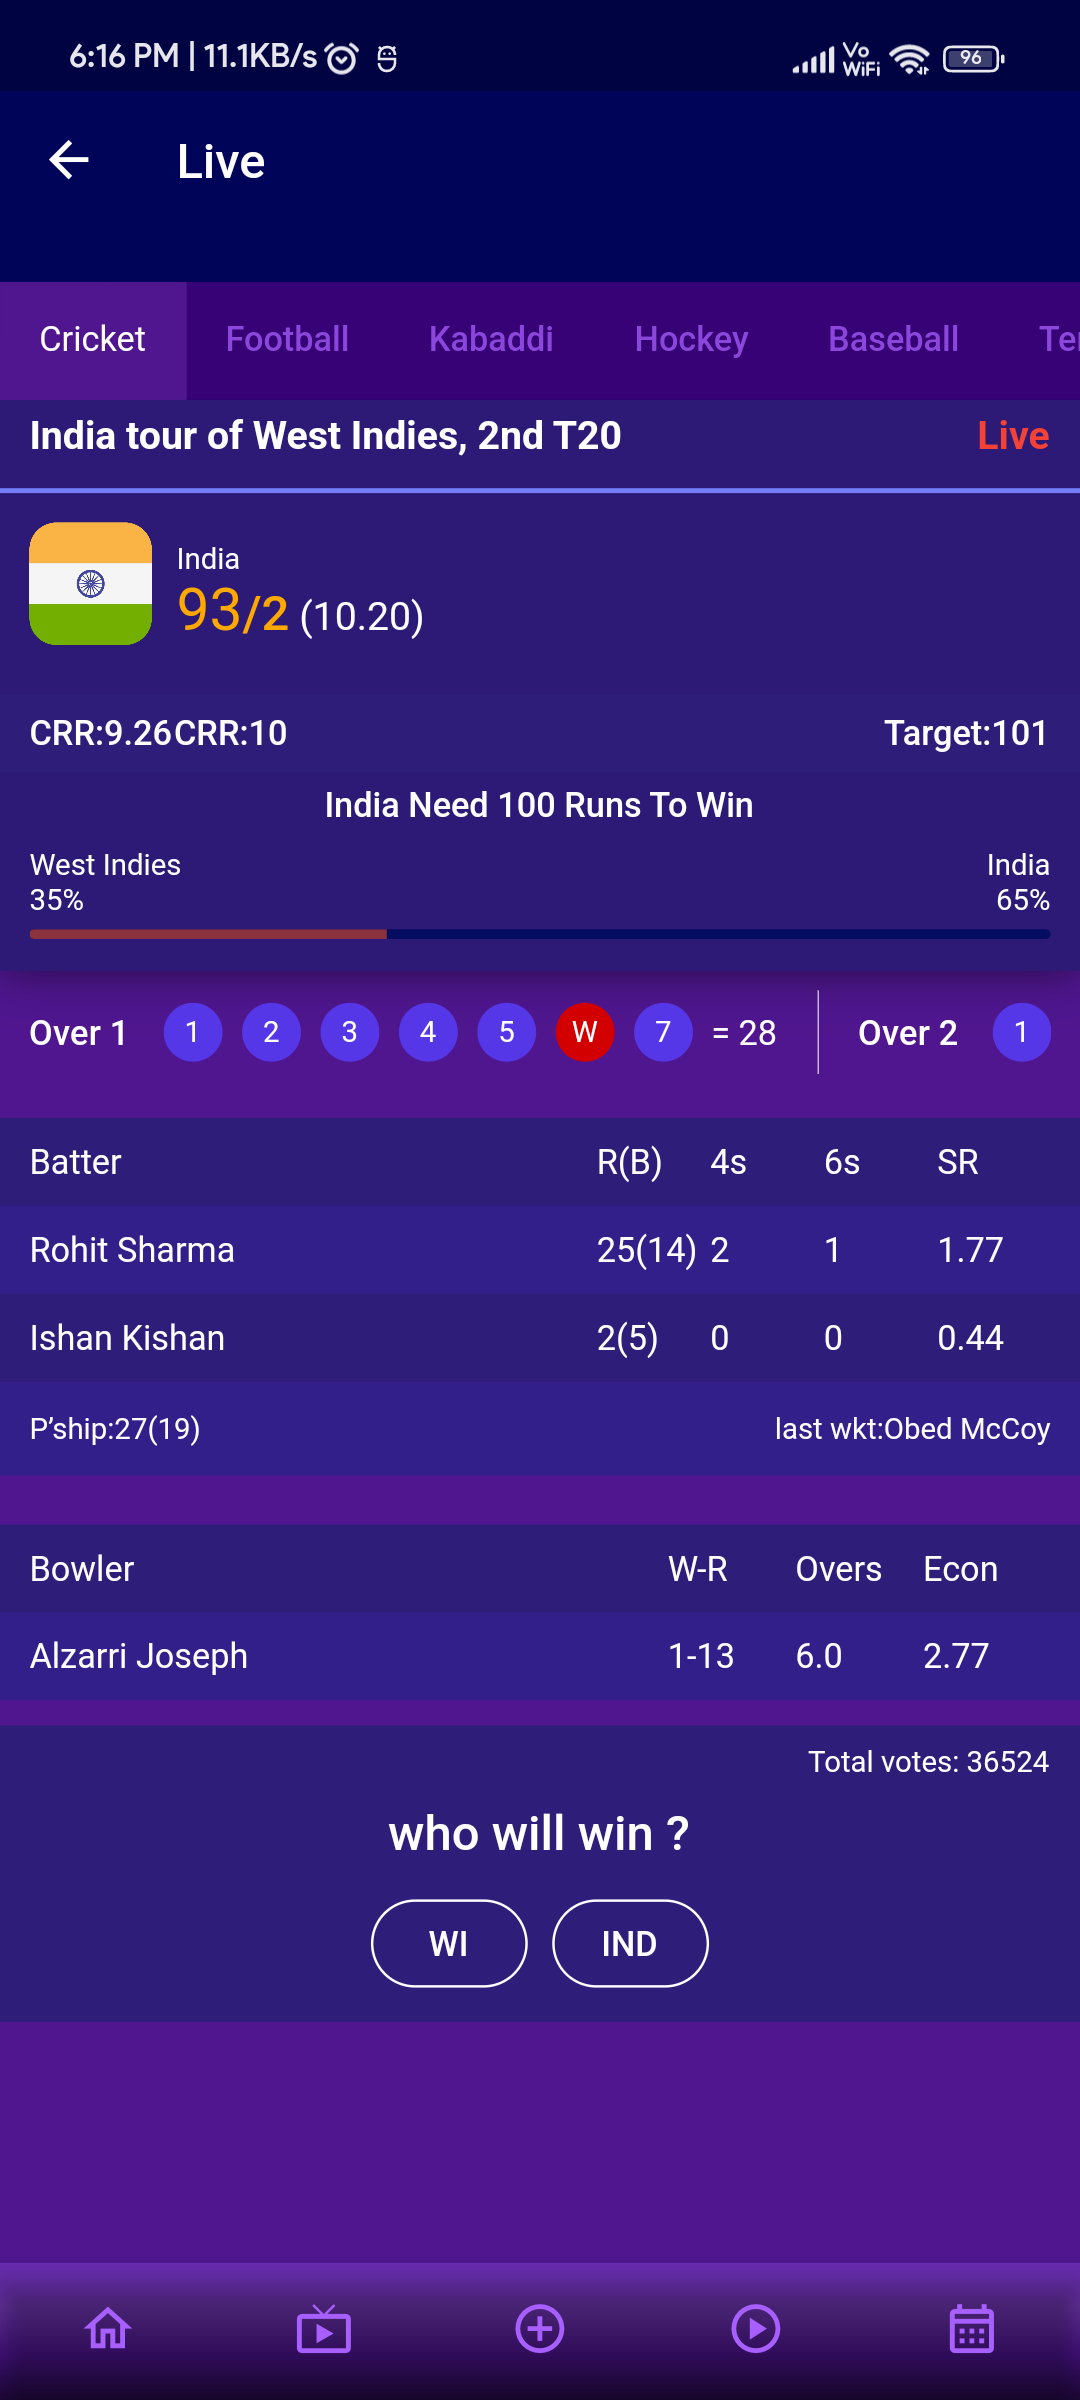 6:16 PM | 11.1KB/s Vo WiFi 96
Live
Cricket Football Kabaddi Hockey Baseball Te
India tour of West Indies, 2nd T20 Live
India
93/2 (10.20)
CRR:9.26CRR:10 Target:101
India Need 100 Runs To Win
West Indies India
35% 65%
Over 1 1 2 3 4 5 W 7 = 28 Over 2 1
Batter R(B) 4s 6s SR
Rohit Sharma 25(14) 2 1 1.77
Ishan Kishan 2(5) 0 0 0.44
P’ship:27(19) last wkt:Obed McCoy
Bowler W-R Overs Econ
Alzarri Joseph 1-13 6.0 2.77
Total votes: 36524
who will win ?
WI IND